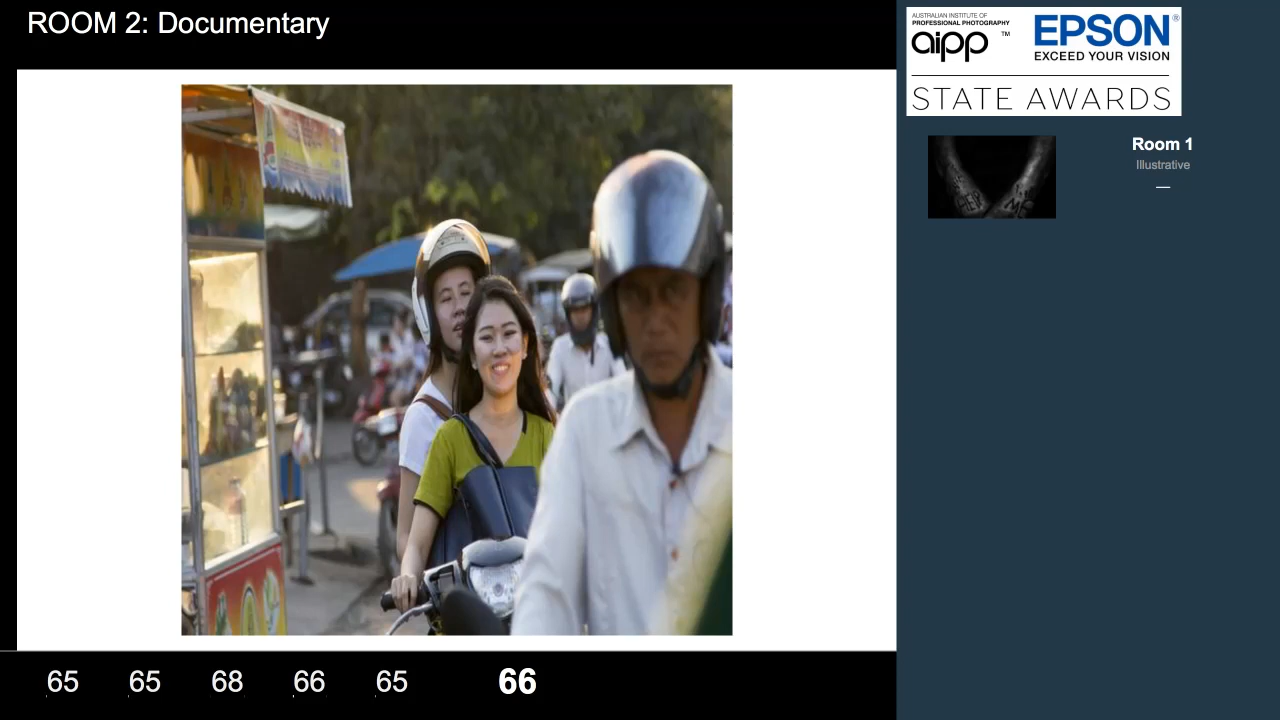 ROOM 2: Documentary
AUSTRALIAN INSTITUTE OF
PROFESSIONAL PHOTOGRAPHY
aipp TM
EPSON®
EXCEED YOUR VISION
STATE AWARDS
Room 1
Illustrative
—
65 65 68 66 65 66